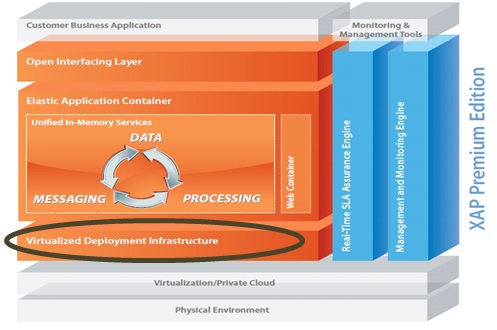 Customer Business Application
Monitoring &
Management Tools
Open Interfacing Layer
Elastic Application Container
Unified In-Memory Services
DATA
MESSAGING
PROCESSING
Web Container
Virtualized Deployment Infrastructure
Real-Time SLA Assurance Engine
Management and Monitoring Engine
XAP Premium Edition
Virtualization/Private Cloud
Physical Environment